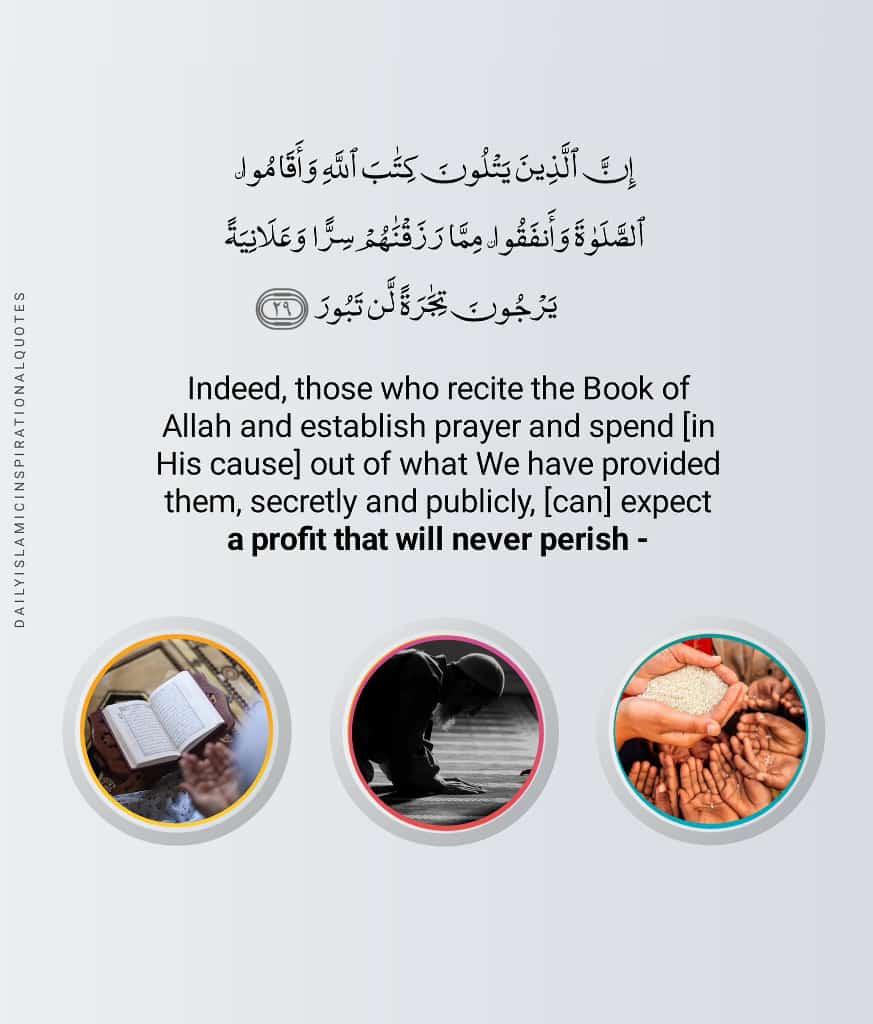 إِنَّ ٱلَّذِينَ يَتْلُونَ كِتَٰبَ ٱللَّهِ وَأَقَامُوا۟
ٱلصَّلَوٰةَ وَأَنفَقُوا۟ مِمَّا رَزَقْنَٰهُمْ سِرًّا وَعَلَانِيَةً
يَرْجُونَ تِجَٰرَةً لَّن تَبُورَ ٢٩
Indeed, those who recite the Book of
Allah and establish prayer and spend [in
His cause] out of what We have provided
them, secretly and publicly, [can] expect
a profit that will never perish -
DAILYISLAMICINSPIRATIONALQUOTES